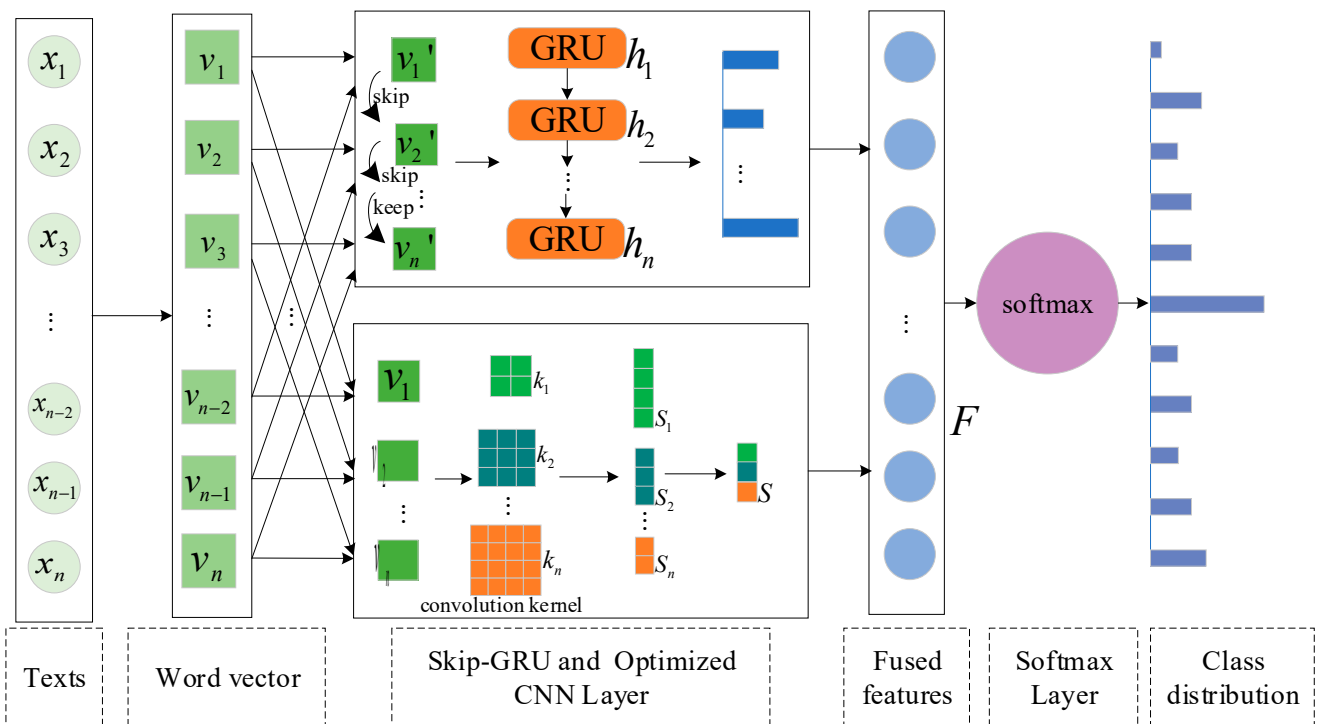 x₁
x₂
x₃
⋮
xₙ₋₂
xₙ₋₁
xₙ
v₁
v₂
v₃
⋮
vₙ₋₂
vₙ₋₁
vₙ
⋮
v₁'
skip
v₂'
skip
⋮
keep
vₙ'
GRU h₁
GRU h₂
⋮
GRU hₙ
⋮
v₁
⋮
k₁
k₂
⋮
kₙ
convolution kernel
S₁
S₂
⋮
Sₙ
S
⋮
F
softmax
Texts
Word vector
Skip-GRU and Optimized
CNN Layer
Fused
features
Softmax
Layer
Class
distribution